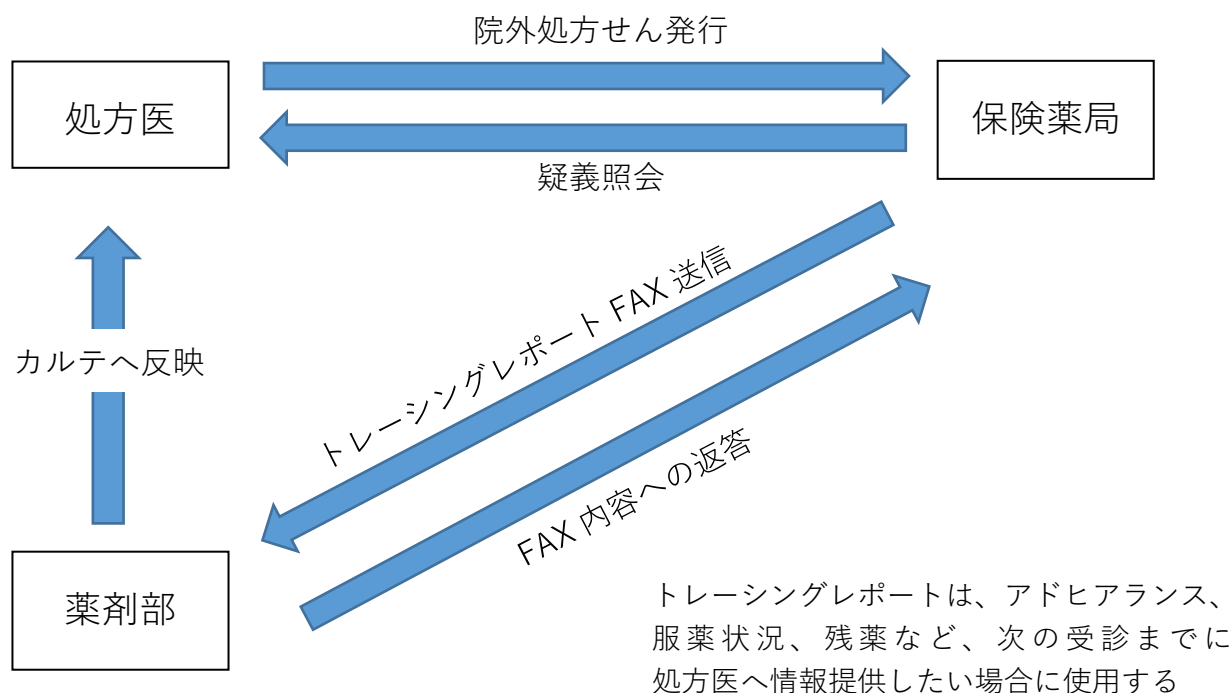 院外処方せん発行
処方医
保険薬局
疑義照会
カルテへ反映
トレーシングレポート FAX 送信
FAX 内容への返答
薬剤部
トレーシングレポートは、アドヒアランス、
服薬状況、残薬など、次の受診までに
処方医へ情報提供したい場合に使用する